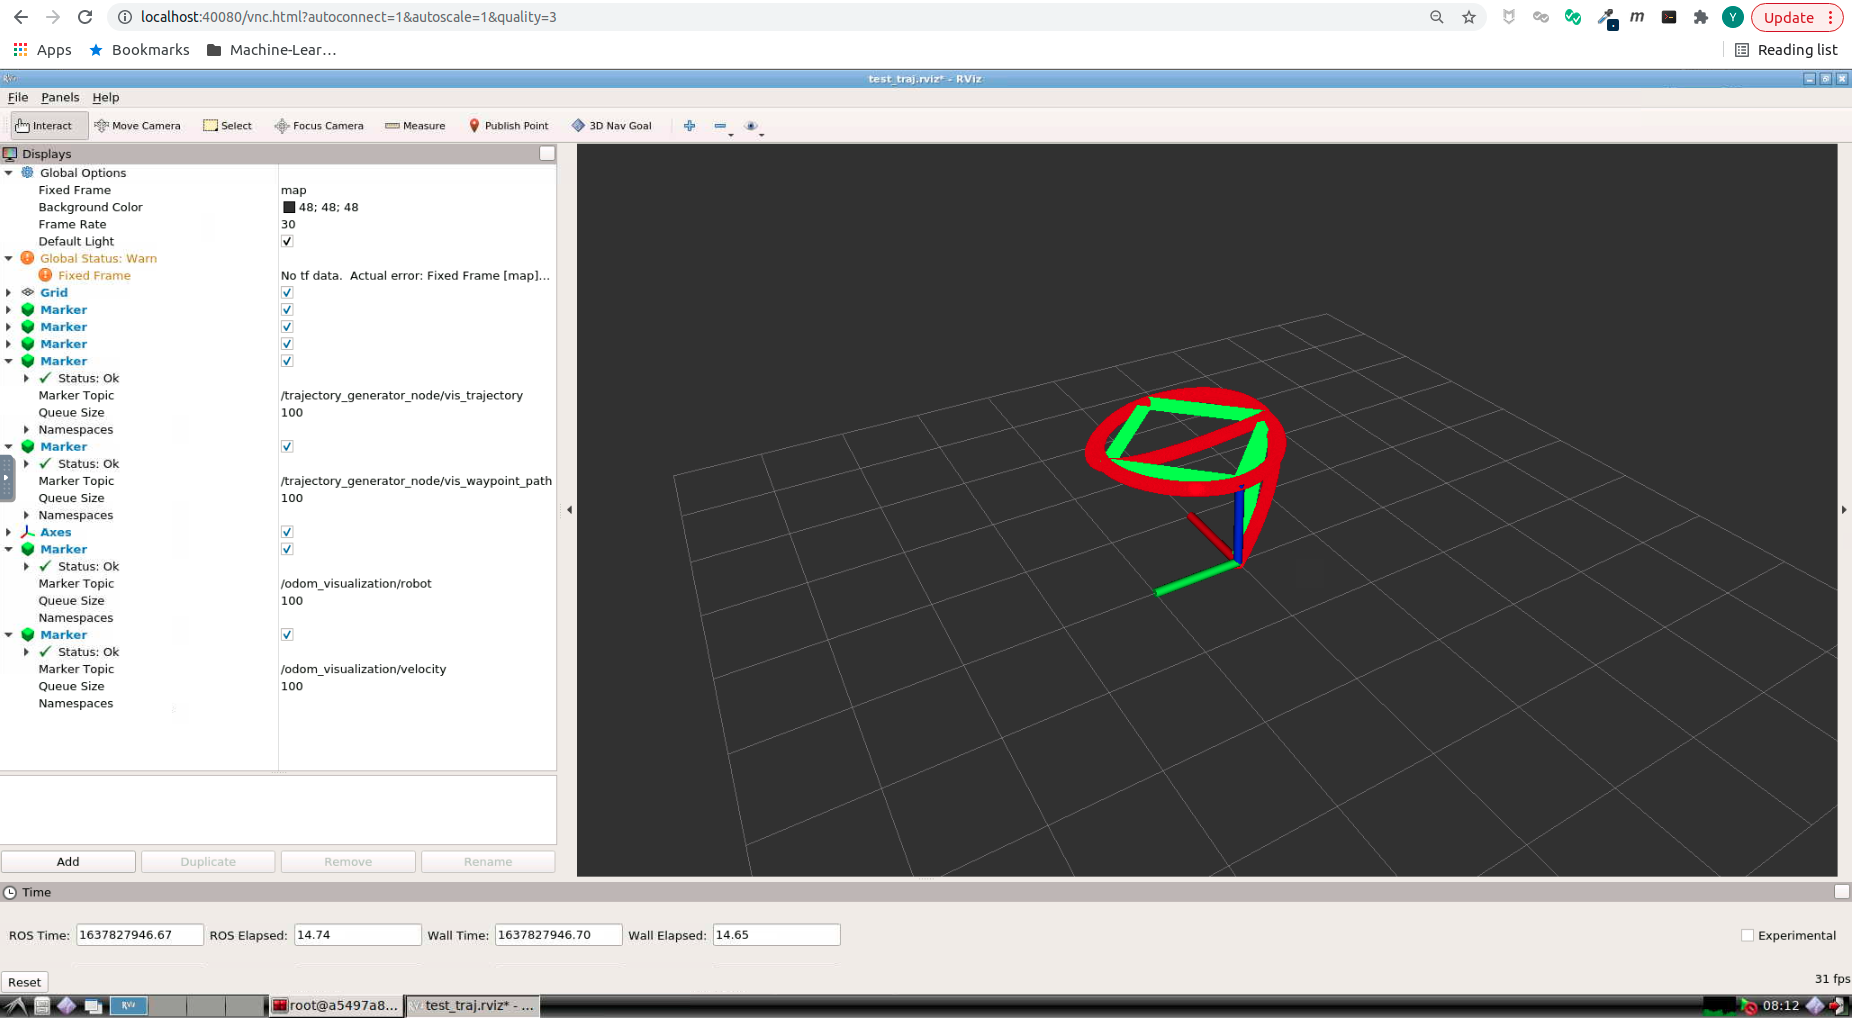 localhost:40080/vnc.html?autoconnect=1&autoscale=1&quality=3
Y
Update
Apps
Bookmarks
Machine-Lear…
Reading list
test_traj.rviz* - RViz
File Panels Help
Interact Move Camera Select Focus Camera Measure Publish Point 3D Nav Goal
Displays
Global Options
Fixed Frame map
Background Color 48; 48; 48
Frame Rate 30
Default Light
Global Status: Warn
Fixed Frame No tf data. Actual error: Fixed Frame [map]...
Grid
Marker
Marker
Marker
Marker
Status: Ok
Marker Topic /trajectory_generator_node/vis_trajectory
Queue Size 100
Namespaces
Marker
Status: Ok
Marker Topic /trajectory_generator_node/vis_waypoint_path
Queue Size 100
Namespaces
Axes
Marker
Status: Ok
Marker Topic /odom_visualization/robot
Queue Size 100
Namespaces
Marker
Status: Ok
Marker Topic /odom_visualization/velocity
Queue Size 100
Namespaces
Add Duplicate Remove Rename
Time
ROS Time: 1637827946.67 ROS Elapsed: 14.74 Wall Time: 1637827946.70 Wall Elapsed: 14.65 Experimental
Reset 31 fps
RViz root@a5497a8... test_traj.rviz* - ... 08:12